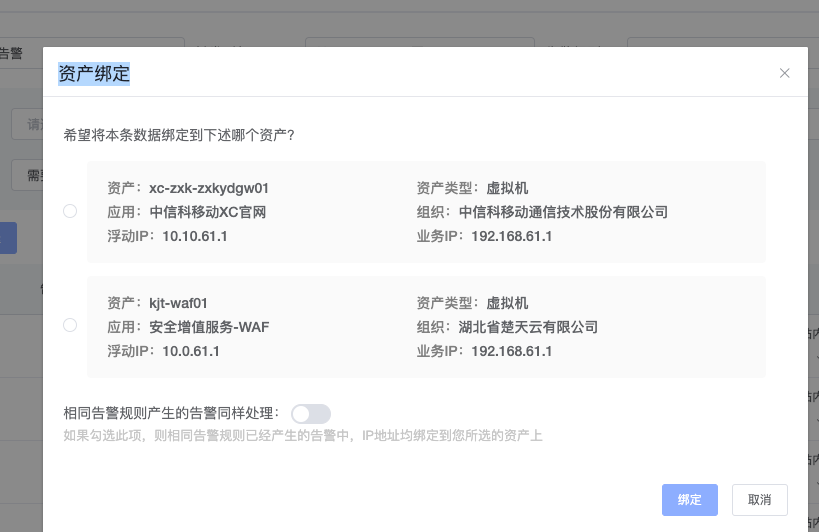 告警
资产绑定
希望将本条数据绑定到下述哪个资产?
资产：xc-zxk-zxkydgw01 资产类型：虚拟机
应用：中信科移动XC官网 组织：中信科移动通信技术股份有限公司
浮动IP：10.10.61.1 业务IP：192.168.61.1
资产：kjt-waf01 资产类型：虚拟机
应用：安全增值服务-WAF 组织：湖北省楚天云有限公司
浮动IP：10.0.61.1 业务IP：192.168.61.1
相同告警规则产生的告警同样处理：
如果勾选此项，则相同告警规则已经产生的告警中，IP地址均绑定到您所选的资产上
绑定 取消